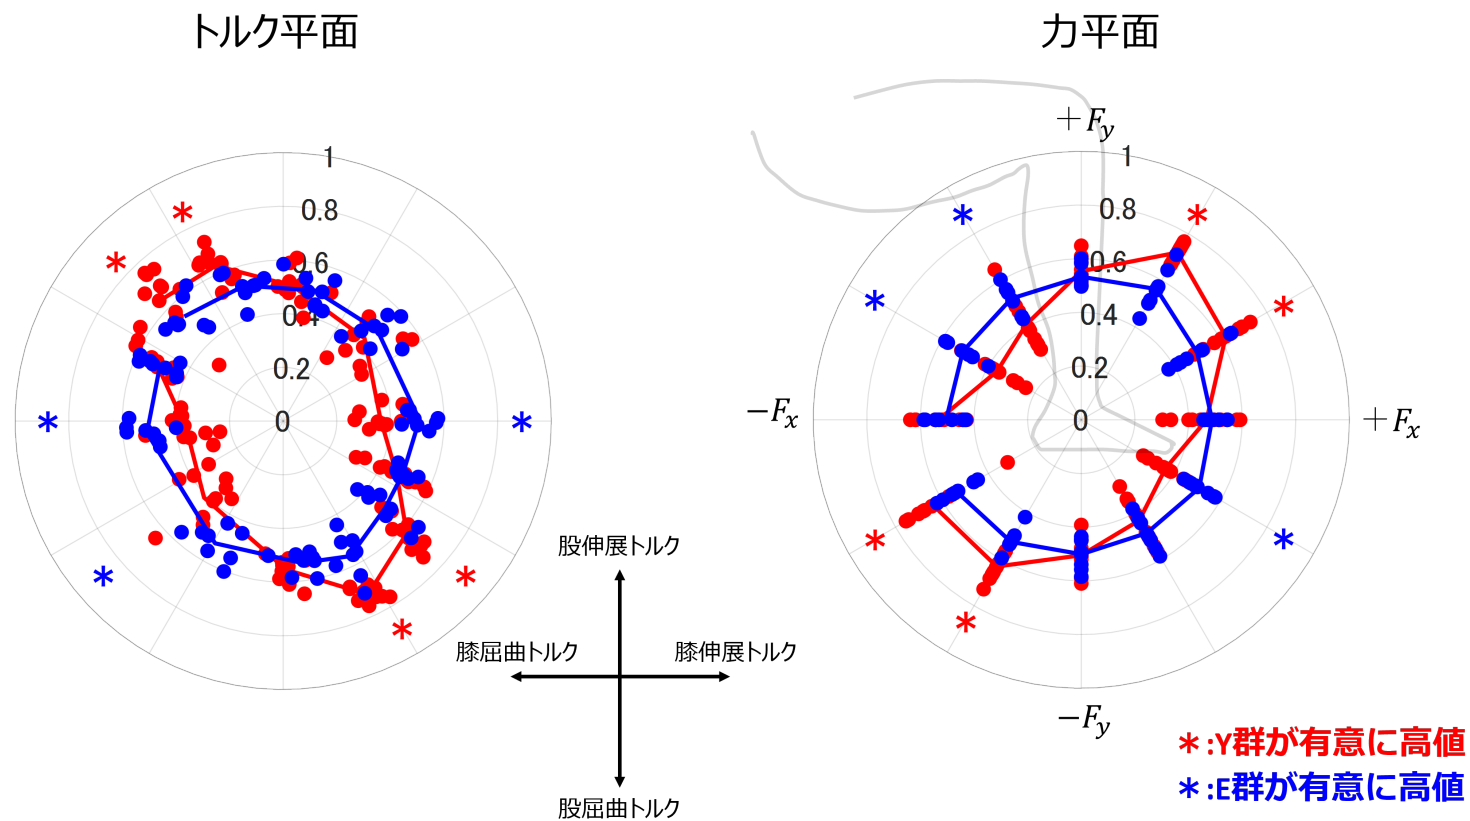 トルク平面
力平面
+Fy
1
1
0.8
0.8
0.6
0.6
0.4
0.4
0.2
0.2
0
0
−Fx
+Fx
股伸展トルク
膝屈曲トルク
膝伸展トルク
−Fy
*:Y群が有意に高値
*:E群が有意に高値
股屈曲トルク